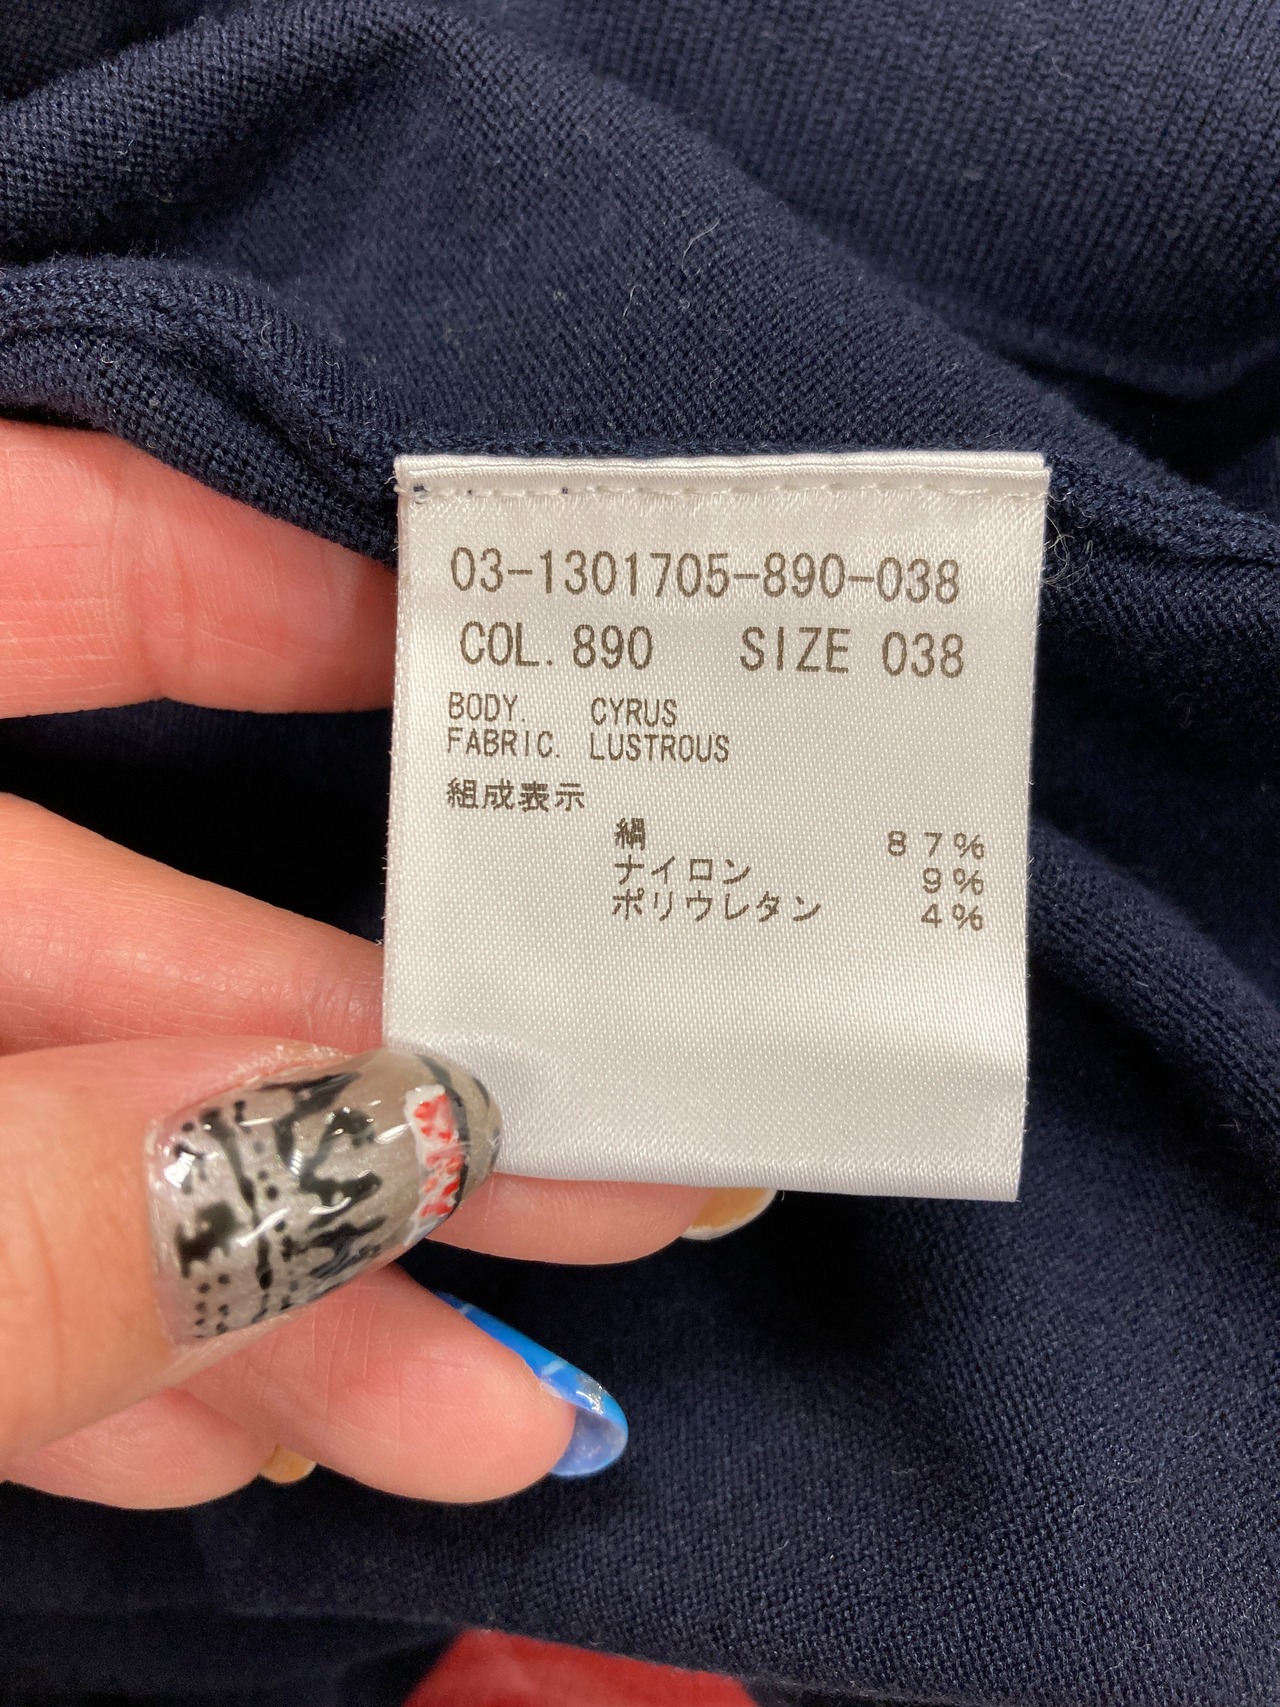 03-1301705-890-038
COL. 890 SIZE 038
BODY. CYRUS
FABRIC. LUSTROUS
組成表示
絹 87%
ナイロン 9%
ポリウレタン 4%